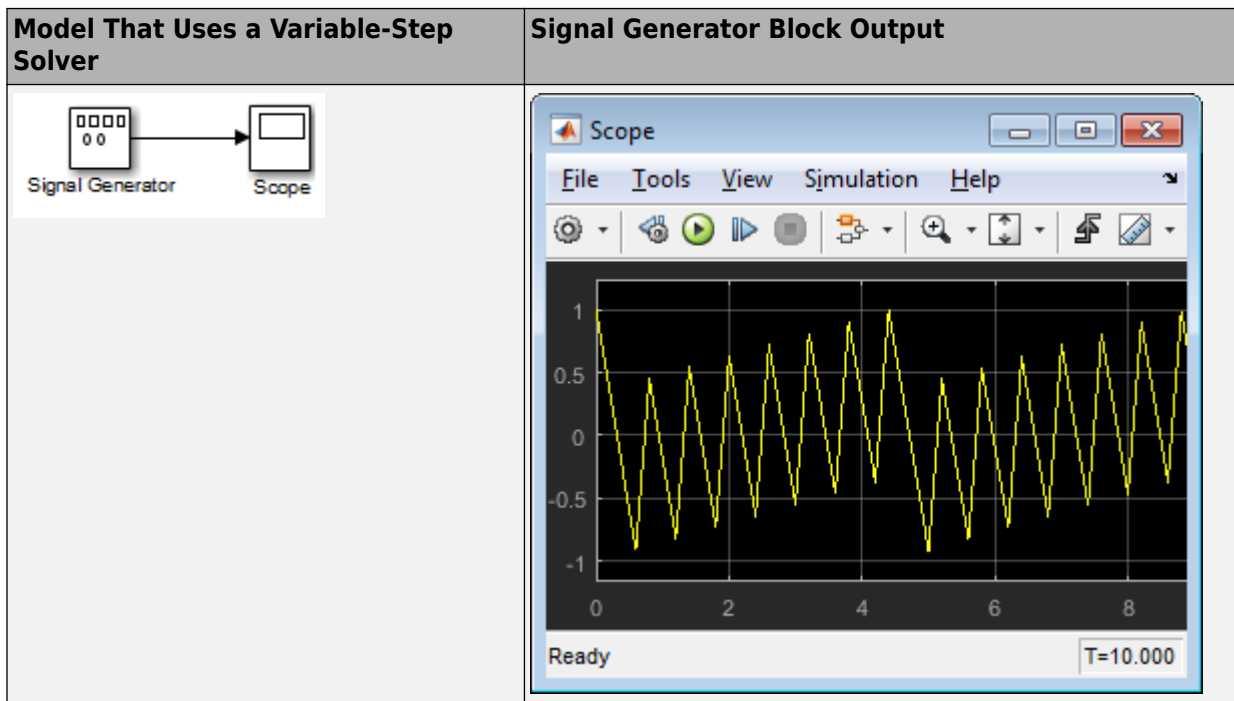 Model That Uses a Variable-Step
Solver
Signal Generator Block Output
Signal Generator
Scope
Scope
File Tools View Simulation Help
1
0.5
0
-0.5
-1
0 2 4 6 8
Ready T=10.000